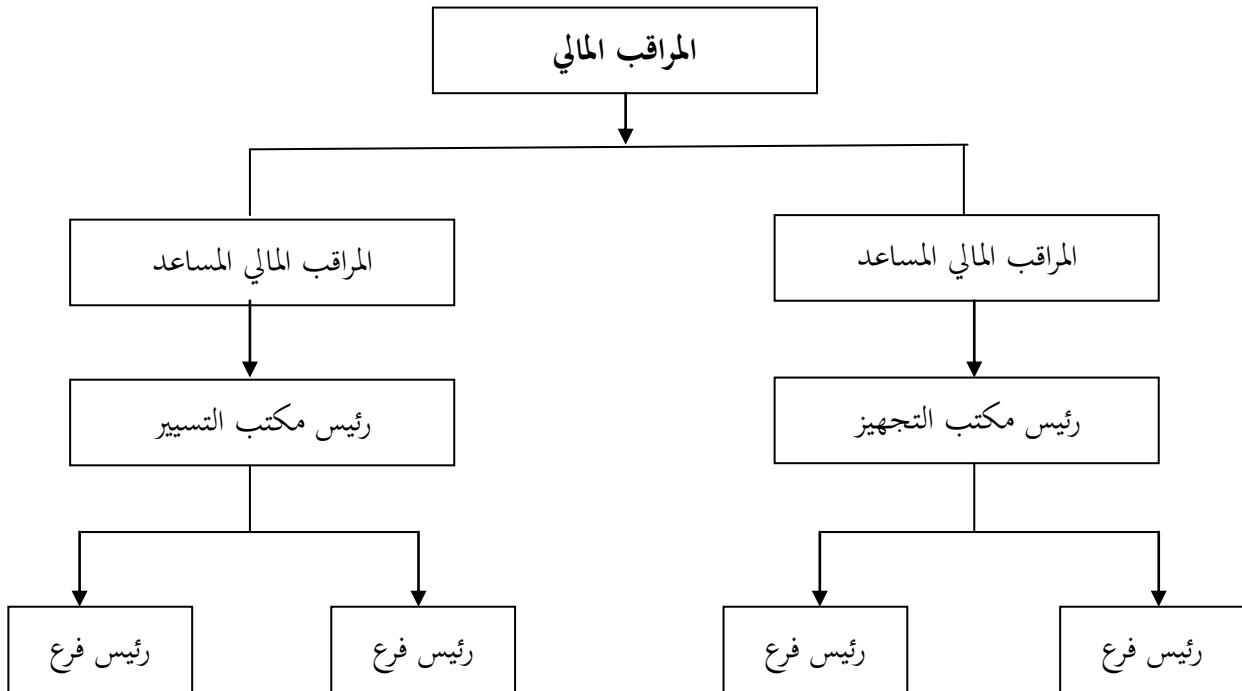 المراقب المالي
المراقب المالي المساعد
المراقب المالي المساعد
رئيس مكتب التجهيز
رئيس مكتب التسيير
رئيس فرع
رئيس فرع
رئيس فرع
رئيس فرع